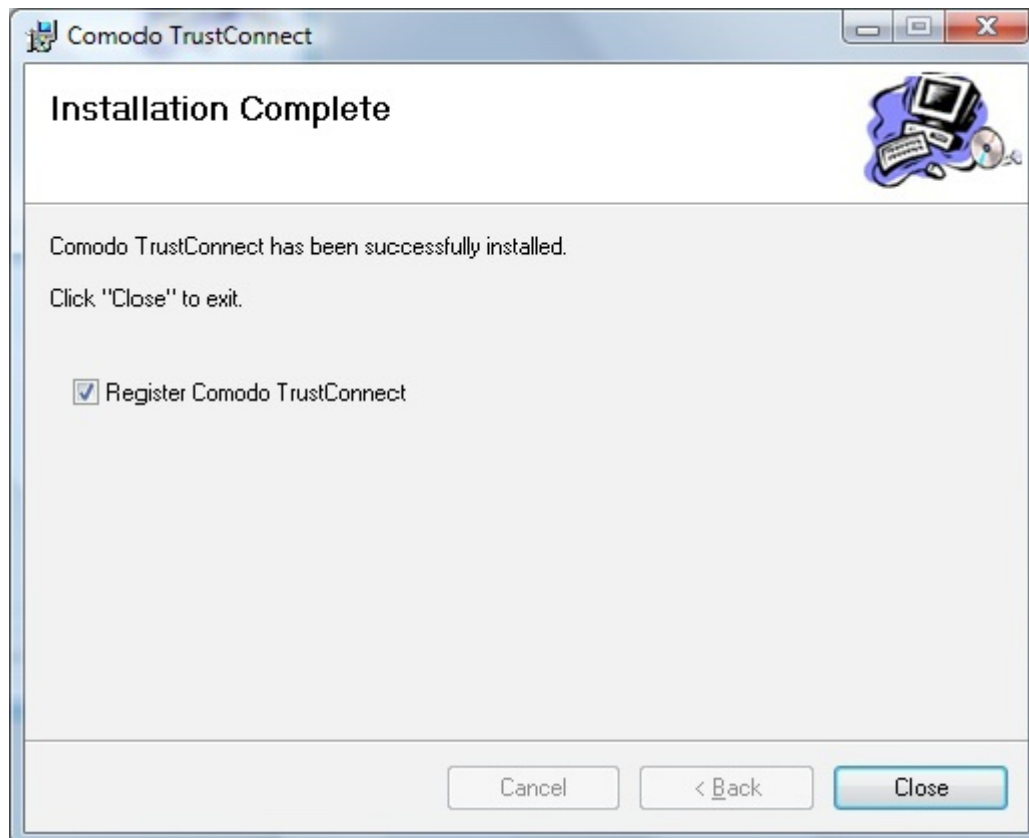 Comodo TrustConnect
Installation Complete
Comodo TrustConnect has been successfully installed.
Click "Close" to exit.
Register Comodo TrustConnect
Cancel
< Back
Close